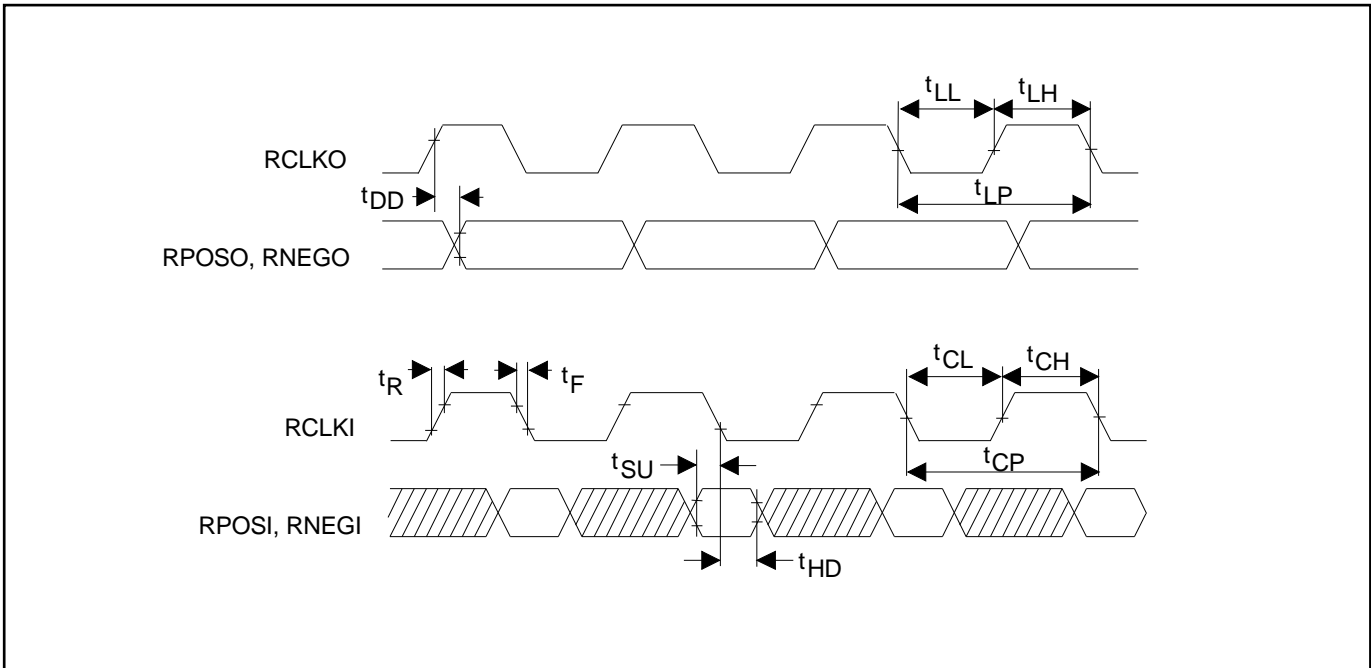 tLL tLH
RCLKO
tDD tLP
RPOSO, RNEGO
tCL tCH
tR tF
RCLKI
tSU tCP
RPOSI, RNEGI
tHD